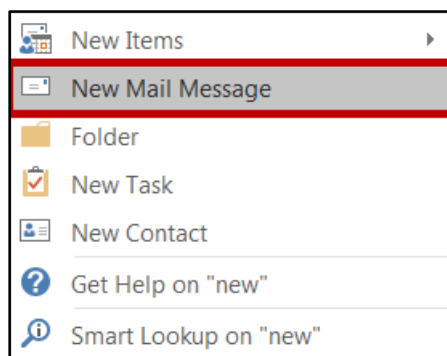 New Items
New Mail Message
Folder
New Task
New Contact
Get Help on "new"
Smart Lookup on "new"